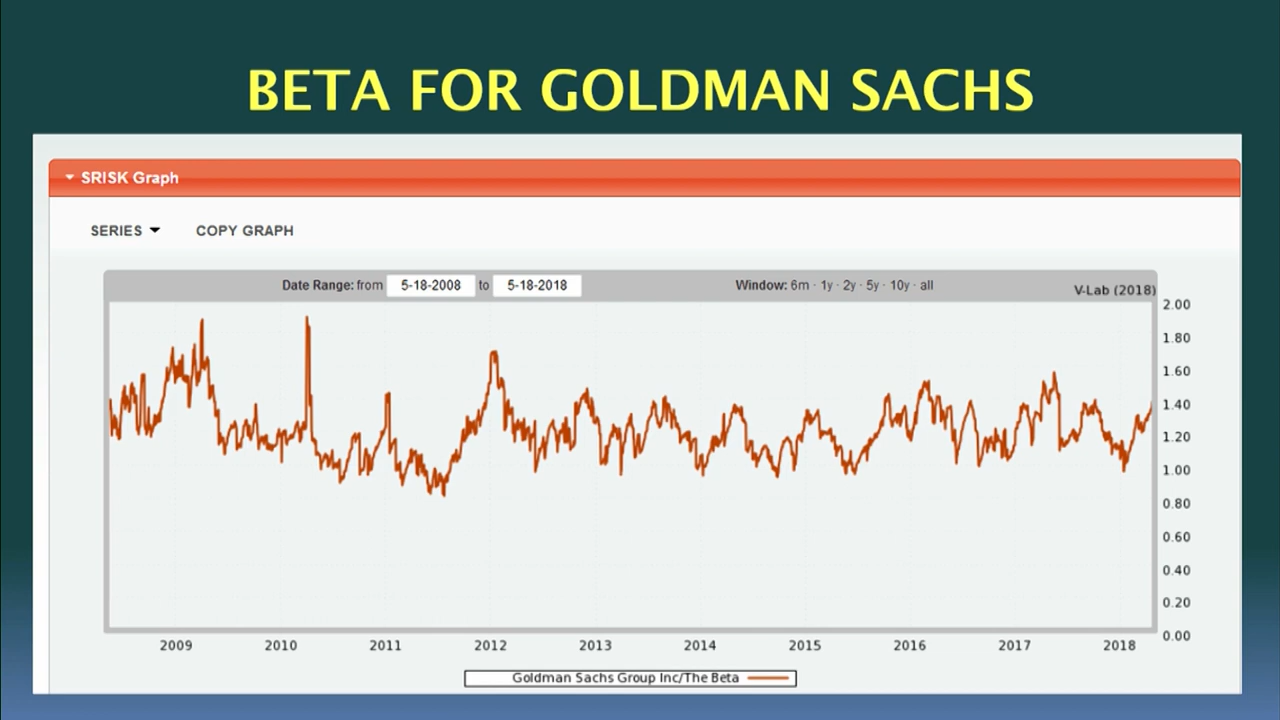 BETA FOR GOLDMAN SACHS
SRISK Graph
SERIES COPY GRAPH
Date Range: from 5-18-2008 to 5-18-2018 Window: 6m · 1y · 2y · 5y · 10y · all
V-Lab (2018)
2.00
1.80
1.60
1.40
1.20
1.00
0.80
0.60
0.40
0.20
0.00
2009 2010 2011 2012 2013 2014 2015 2016 2017 2018
Goldman Sachs Group Inc/The Beta